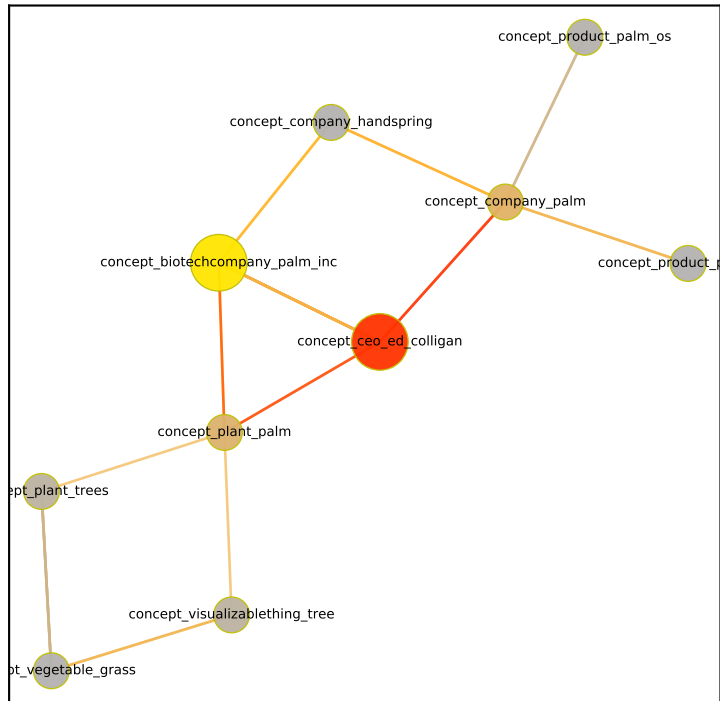 concept_product_palm_os
concept_company_handspring
concept_company_palm
concept_biotechcompany_palm_inc
concept_product_p
concept_ceo_ed_colligan
concept_plant_palm
ept_plant_trees
concept_visualizablething_tree
pt_vegetable_grass